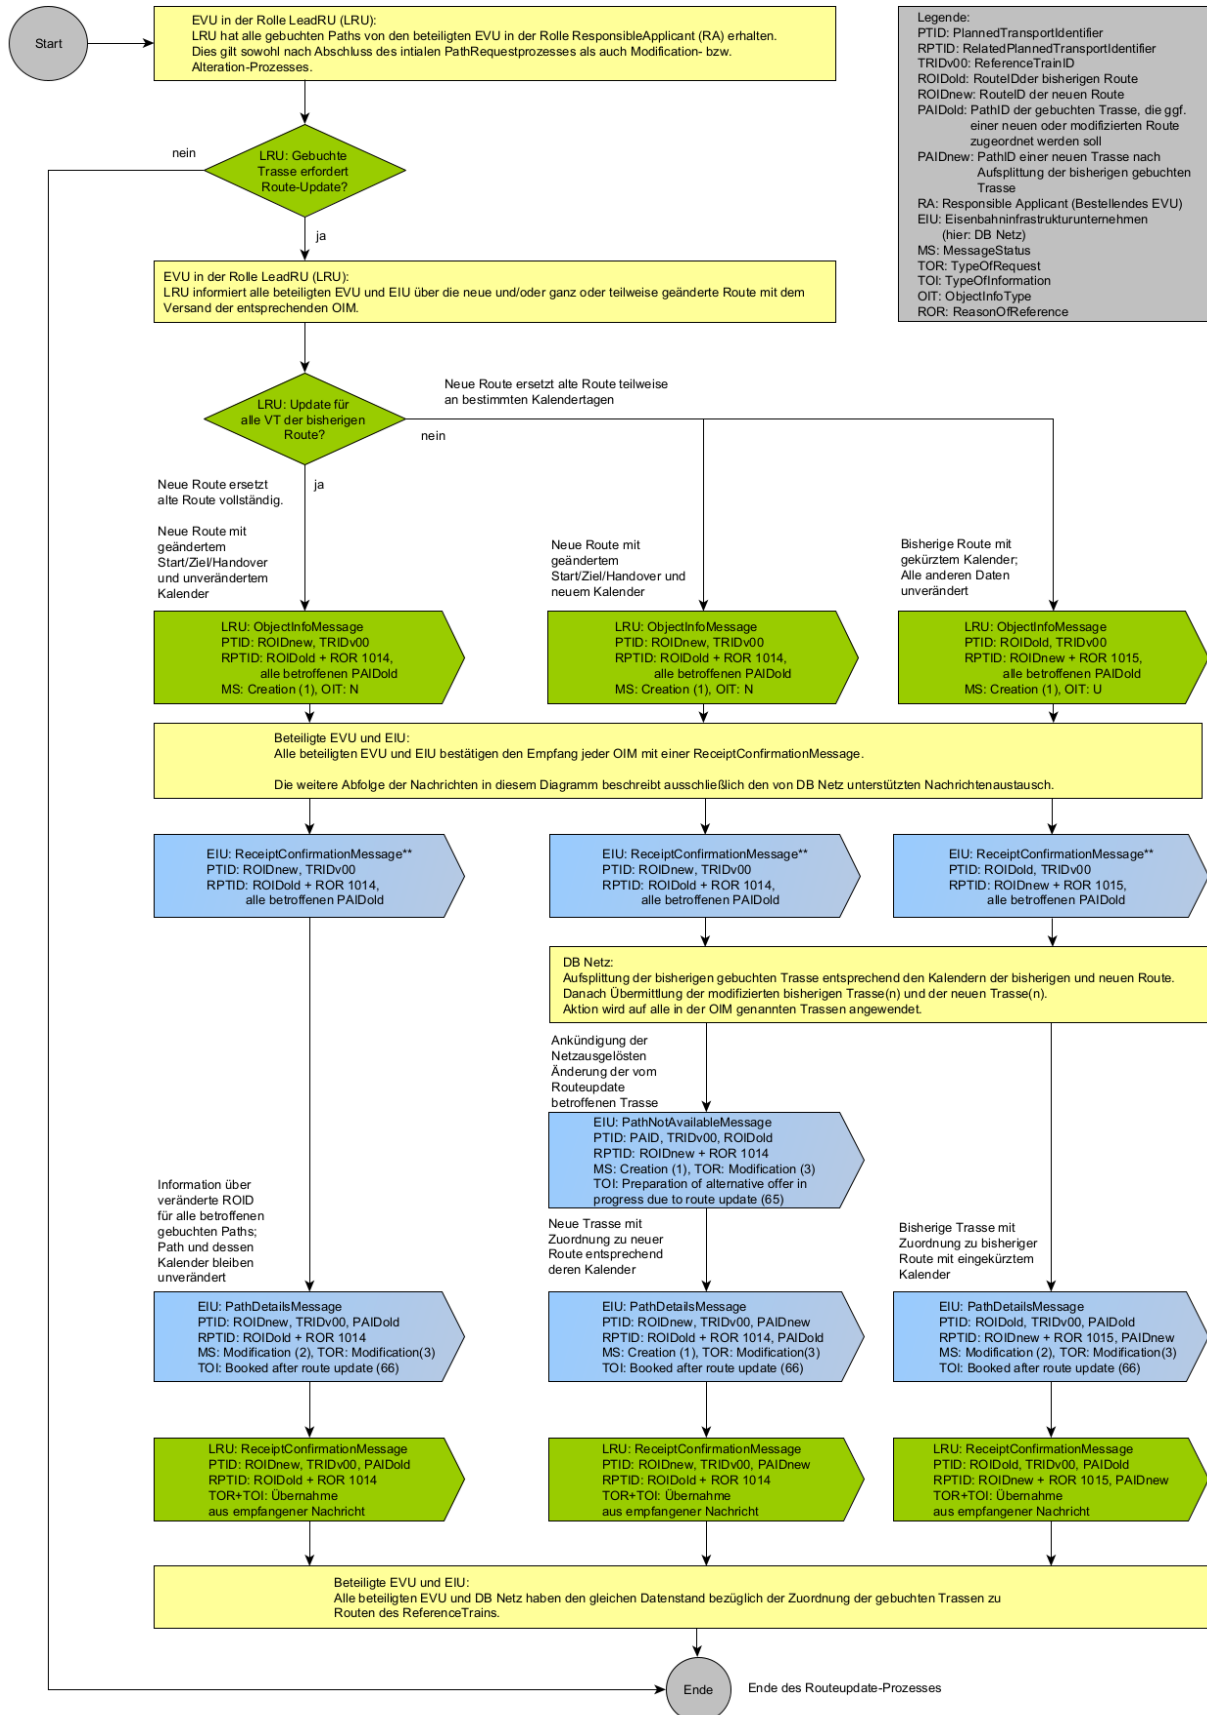 Start
EVU in der Rolle LeadRU (LRU):
LRU hat alle gebuchten Paths von den beteiligten EVU in der Rolle ResponsibleApplicant (RA) erhalten.
Dies gilt sowohl nach Abschluss des intialen PathRequestprozesses als auch Modification- bzw.
Alteration-Prozesses.
Legende:
PTID: PlannedTransportIdentifier
RPTID: RelatedPlannedTransportIdentifier
TRIDv00: ReferenceTrainID
ROIDold: RouteIDder bisherigen Route
ROIDnew: RouteID der neuen Route
PAIDold: PathID der gebuchten Trasse, die ggf.
einer neuen oder modifizierten Route
zugeordnet werden soll
PAIDnew: PathID einer neuen Trasse nach
Aufsplittung der bisherigen gebuchten
Trasse
RA: Responsible Applicant (Bestellendes EVU)
EIU: Eisenbahninfrastrukturunternehmen
(hier: DB Netz)
MS: MessageStatus
TOR: TypeOfRequest
TOI: TypeOfInformation
OIT: ObjectInfoType
ROR: ReasonOfReference
nein
LRU: Gebuchte
Trasse erfordert
Route-Update?
ja
EVU in der Rolle LeadRU (LRU):
LRU informiert alle beteiligten EVU und EIU über die neue und/oder ganz oder teilweise geänderte Route mit dem
Versand der entsprechenden OIM.
Neue Route ersetzt alte Route teilweise
an bestimmten Kalendertagen
LRU: Update für
alle VT der bisherigen
Route?
nein
ja
Neue Route ersetzt
alte Route vollständig.
Neue Route mit
geändertem
Start/Ziel/Handover
und unverändertem
Kalender
Neue Route mit
geändertem
Start/Ziel/Handover und
neuem Kalender
Bisherige Route mit
gekürztem Kalender;
Alle anderen Daten
unverändert
LRU: ObjectInfoMessage
PTID: ROIDnew, TRIDv00
RPTID: ROIDold + ROR 1014,
alle betroffenen PAIDold
MS: Creation (1), OIT: N
LRU: ObjectInfoMessage
PTID: ROIDnew, TRIDv00
RPTID: ROIDold + ROR 1014,
alle betroffenen PAIDold
MS: Creation (1), OIT: N
LRU: ObjectInfoMessage
PTID: ROIDold, TRIDv00
RPTID: ROIDnew + ROR 1015,
alle betroffenen PAIDold
MS: Creation (1), OIT: U
Beteiligte EVU und EIU:
Alle beteiligten EVU und EIU bestätigen den Empfang jeder OIM mit einer ReceiptConfirmationMessage.
Die weitere Abfolge der Nachrichten in diesem Diagramm beschreibt ausschließlich den von DB Netz unterstützten Nachrichtenaustausch.
EIU: ReceiptConfirmationMessage**
PTID: ROIDnew, TRIDv00
RPTID: ROIDold + ROR 1014,
alle betroffenen PAIDold
EIU: ReceiptConfirmationMessage**
PTID: ROIDnew, TRIDv00
RPTID: ROIDold + ROR 1014,
alle betroffenen PAIDold
EIU: ReceiptConfirmationMessage**
PTID: ROIDold, TRIDv00
RPTID: ROIDnew + ROR 1015,
alle betroffenen PAIDold
DB Netz:
Aufsplittung der bisherigen gebuchten Trasse entsprechend den Kalendern der bisherigen und neuen Route.
Danach Übermittlung der modifizierten bisherigen Trasse(n) und der neuen Trasse(n).
Aktion wird auf alle in der OIM genannten Trassen angewendet.
Ankündigung der
Netzausgelösten
Änderung der vom
Routeupdate
betroffenen Trasse
EIU: PathNotAvailableMessage
PTID: PAID, TRIDv00, ROIDold
RPTID: ROIDnew + ROR 1014
MS: Creation (1), TOR: Modification (3)
TOI: Preparation of alternative offer in
progress due to route update (65)
Information über
veränderte ROID
für alle betroffenen
gebuchten Paths;
Path und dessen
Kalender bleiben
unverändert
Neue Trasse mit
Zuordnung zu neuer
Route entsprechend
deren Kalender
Bisherige Trasse mit
Zuordnung zu bisheriger
Route mit eingekürztem
Kalender
EIU: PathDetailsMessage
PTID: ROIDnew, TRIDv00, PAIDold
RPTID: ROIDold + ROR 1014
MS: Modification (2), TOR: Modification(3)
TOI: Booked after route update (66)
EIU: PathDetailsMessage
PTID: ROIDnew, TRIDv00, PAIDnew
RPTID: ROIDold + ROR 1014, PAIDold
MS: Creation (1), TOR: Modification(3)
TOI: Booked after route update (66)
EIU: PathDetailsMessage
PTID: ROIDold, TRIDv00, PAIDold
RPTID: ROIDnew + ROR 1015, PAIDnew
MS: Modification (2), TOR: Modification(3)
TOI: Booked after route update (66)
LRU: ReceiptConfirmationMessage
PTID: ROIDnew, TRIDv00, PAIDold
RPTID: ROIDold + ROR 1014
TOR+TOI: Übernahme
aus empfangener Nachricht
LRU: ReceiptConfirmationMessage
PTID: ROIDnew, TRIDv00, PAIDnew
RPTID: ROIDold + ROR 1014
TOR+TOI: Übernahme
aus empfangener Nachricht
LRU: ReceiptConfirmationMessage
PTID: ROIDold, TRIDv00, PAIDold
RPTID: ROIDnew + ROR 1015, PAIDnew
TOR+TOI: Übernahme
aus empfangener Nachricht
Beteiligte EVU und EIU:
Alle beteiligten EVU und DB Netz haben den gleichen Datenstand bezüglich der Zuordnung der gebuchten Trassen zu
Routen des ReferenceTrains.
Ende
Ende des Routeupdate-Prozesses